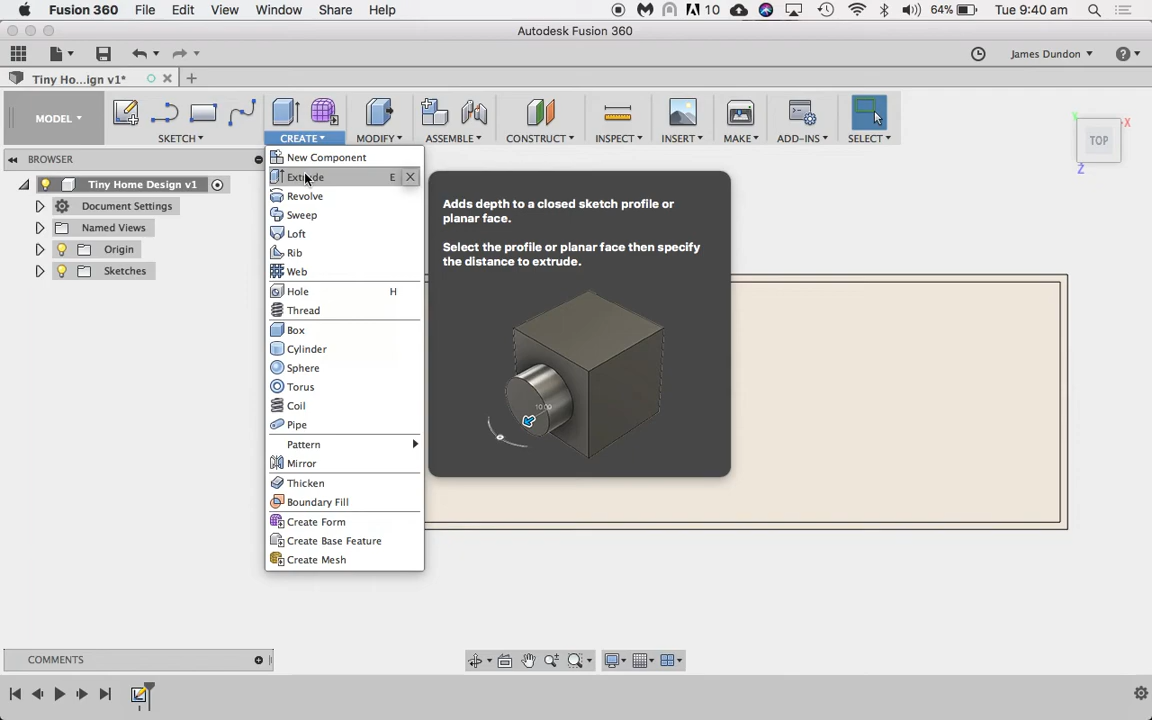 Fusion 360 File Edit View Window Share Help 10 64% Tue 9:40 am
Autodesk Fusion 360
James Dundon
Tiny Ho...ign v1*
MODEL
SKETCH CREATE MODIFY ASSEMBLE CONSTRUCT INSPECT INSERT MAKE ADD-INS SELECT
BROWSER
Tiny Home Design v1
Document Settings
Named Views
Origin
Sketches
New Component
Extrude E
Revolve
Sweep
Loft
Rib
Web
Hole H
Thread
Box
Cylinder
Sphere
Torus
Coil
Pipe
Pattern
Mirror
Thicken
Boundary Fill
Create Form
Create Base Feature
Create Mesh
Adds depth to a closed sketch profile or
planar face.
Select the profile or planar face then specify
the distance to extrude.
TOP
X
Y
Z
COMMENTS